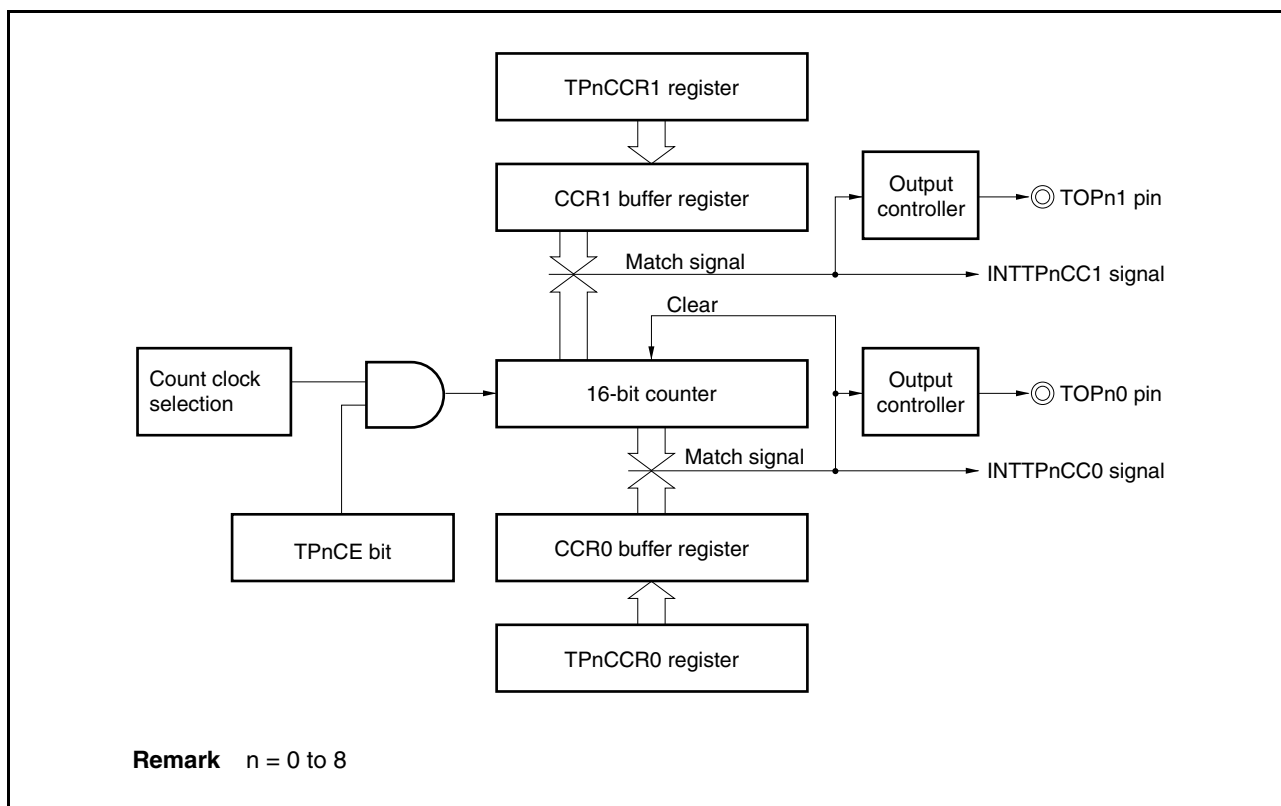 TPnCCR1 register
CCR1 buffer register
Output
controller
TOPn1 pin
Match signal
INTTPnCC1 signal
Clear
Count clock
selection
16-bit counter
Output
controller
TOPn0 pin
Match signal
INTTPnCC0 signal
TPnCE bit
CCR0 buffer register
TPnCCR0 register
Remark n = 0 to 8